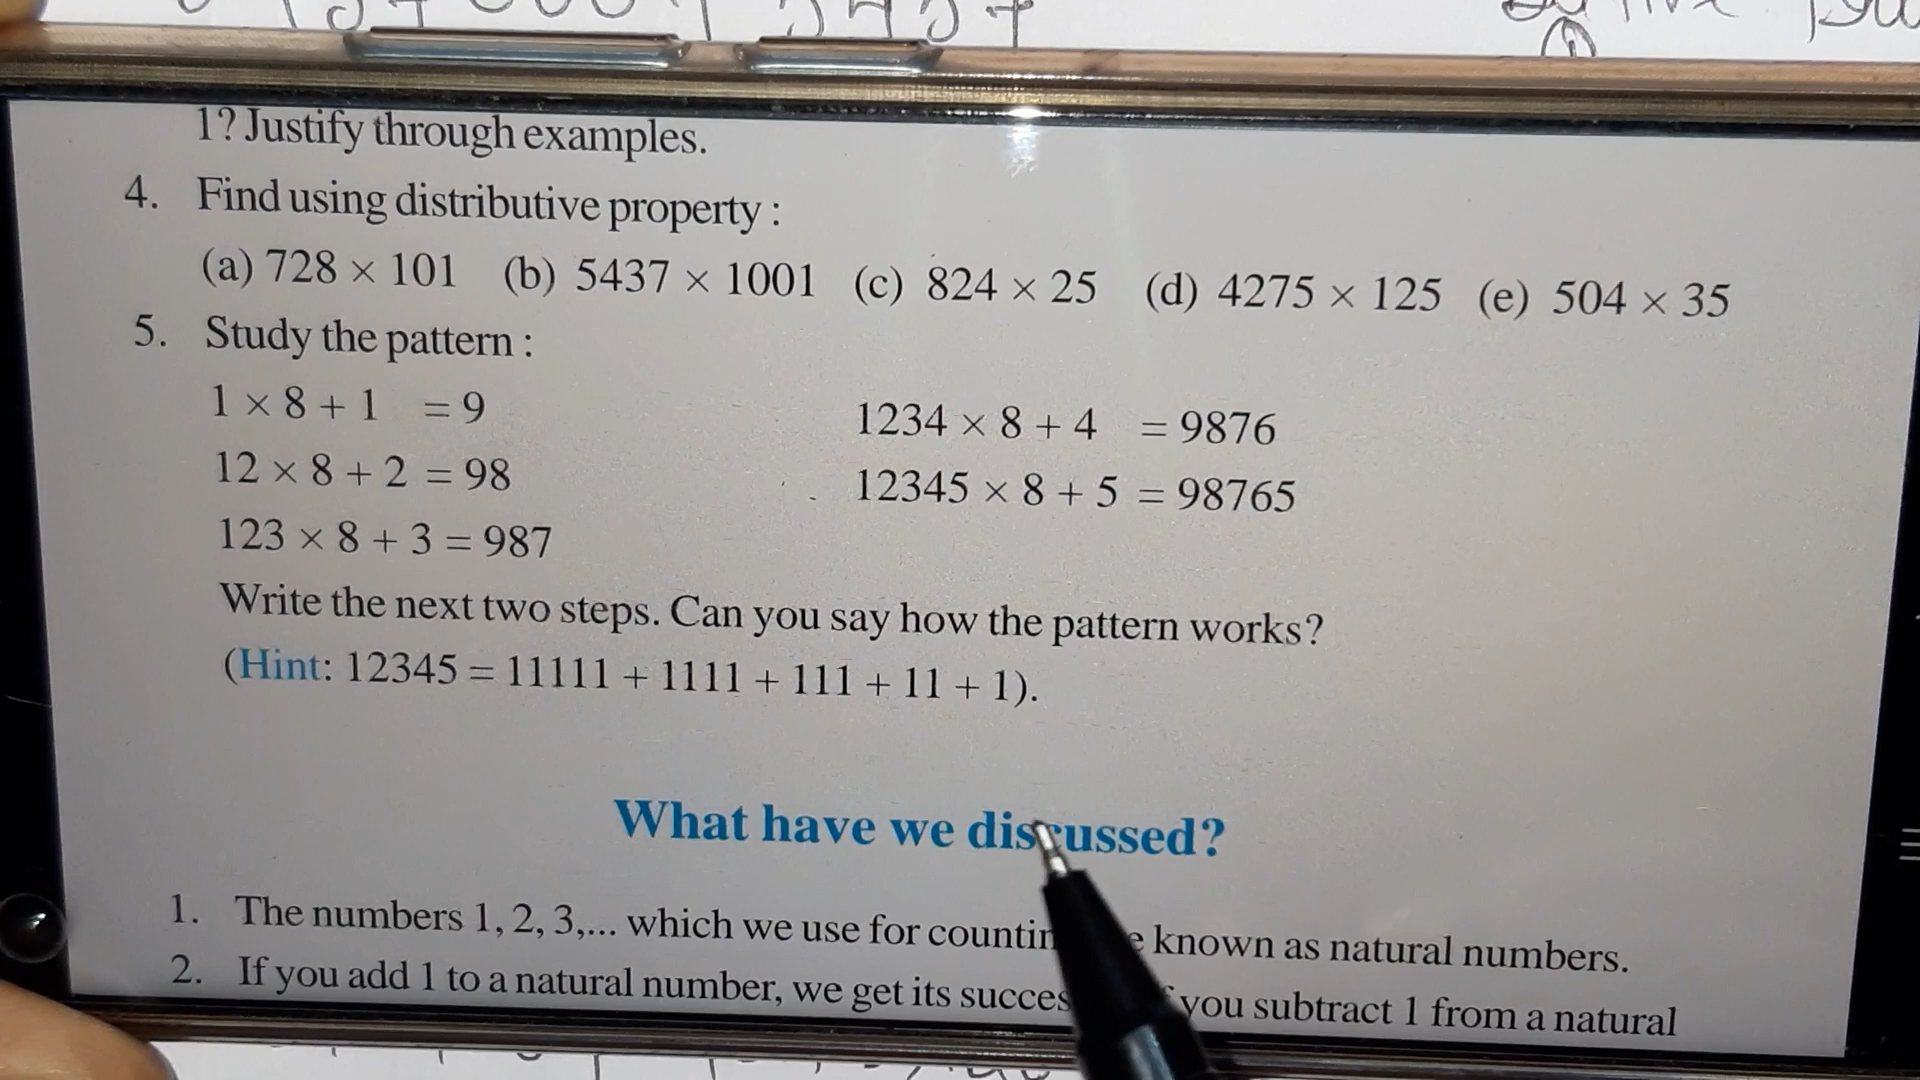 1? Justify through examples.
4. Find using distributive property :
(a) 728 × 101 (b) 5437 × 1001 (c) 824 × 25 (d) 4275 × 125 (e) 504 × 35
5. Study the pattern :
1 × 8 + 1 = 9
12 × 8 + 2 = 98
123 × 8 + 3 = 987
1234 × 8 + 4 = 9876
12345 × 8 + 5 = 98765
Write the next two steps. Can you say how the pattern works?
(Hint: 12345 = 11111 + 1111 + 111 + 11 + 1).
What have we discussed?
1. The numbers 1, 2, 3,... which we use for known as natural numbers.
2. If you add 1 to a natural number, we get its you subtract 1 from a natural